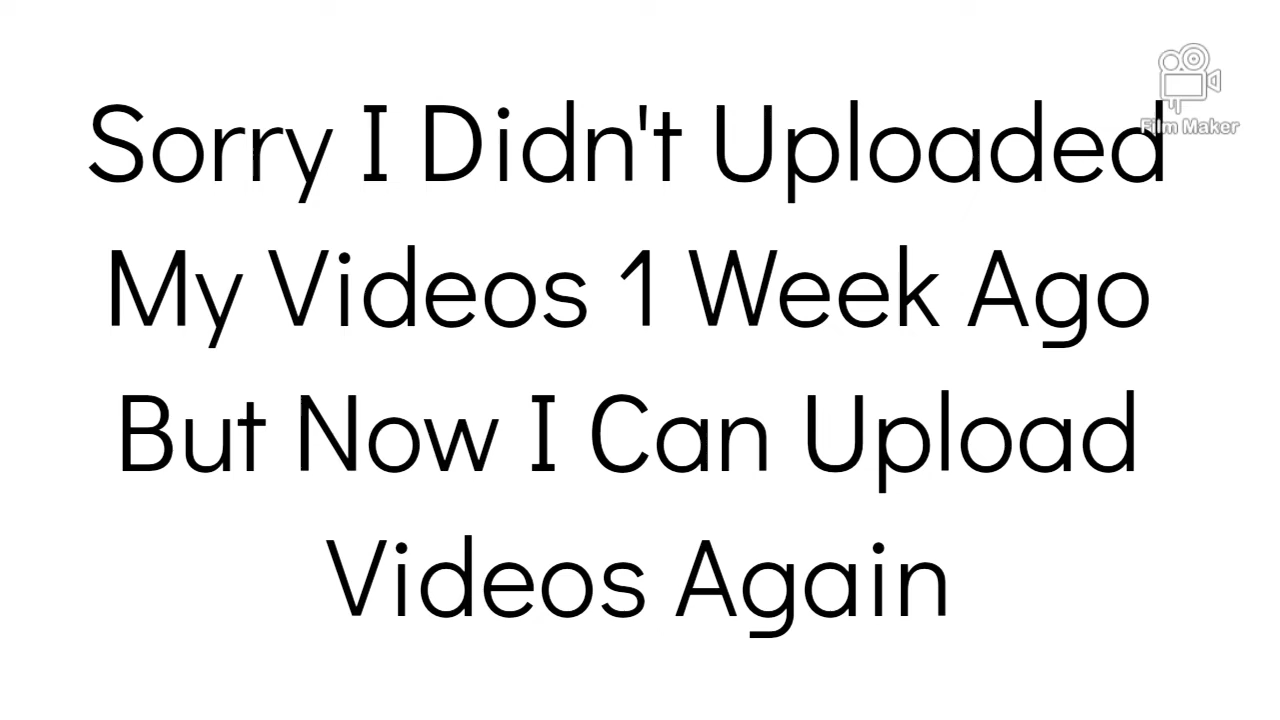 Film Maker
Sorry I Didn't Uploaded
My Videos 1 Week Ago
But Now I Can Upload
Videos Again